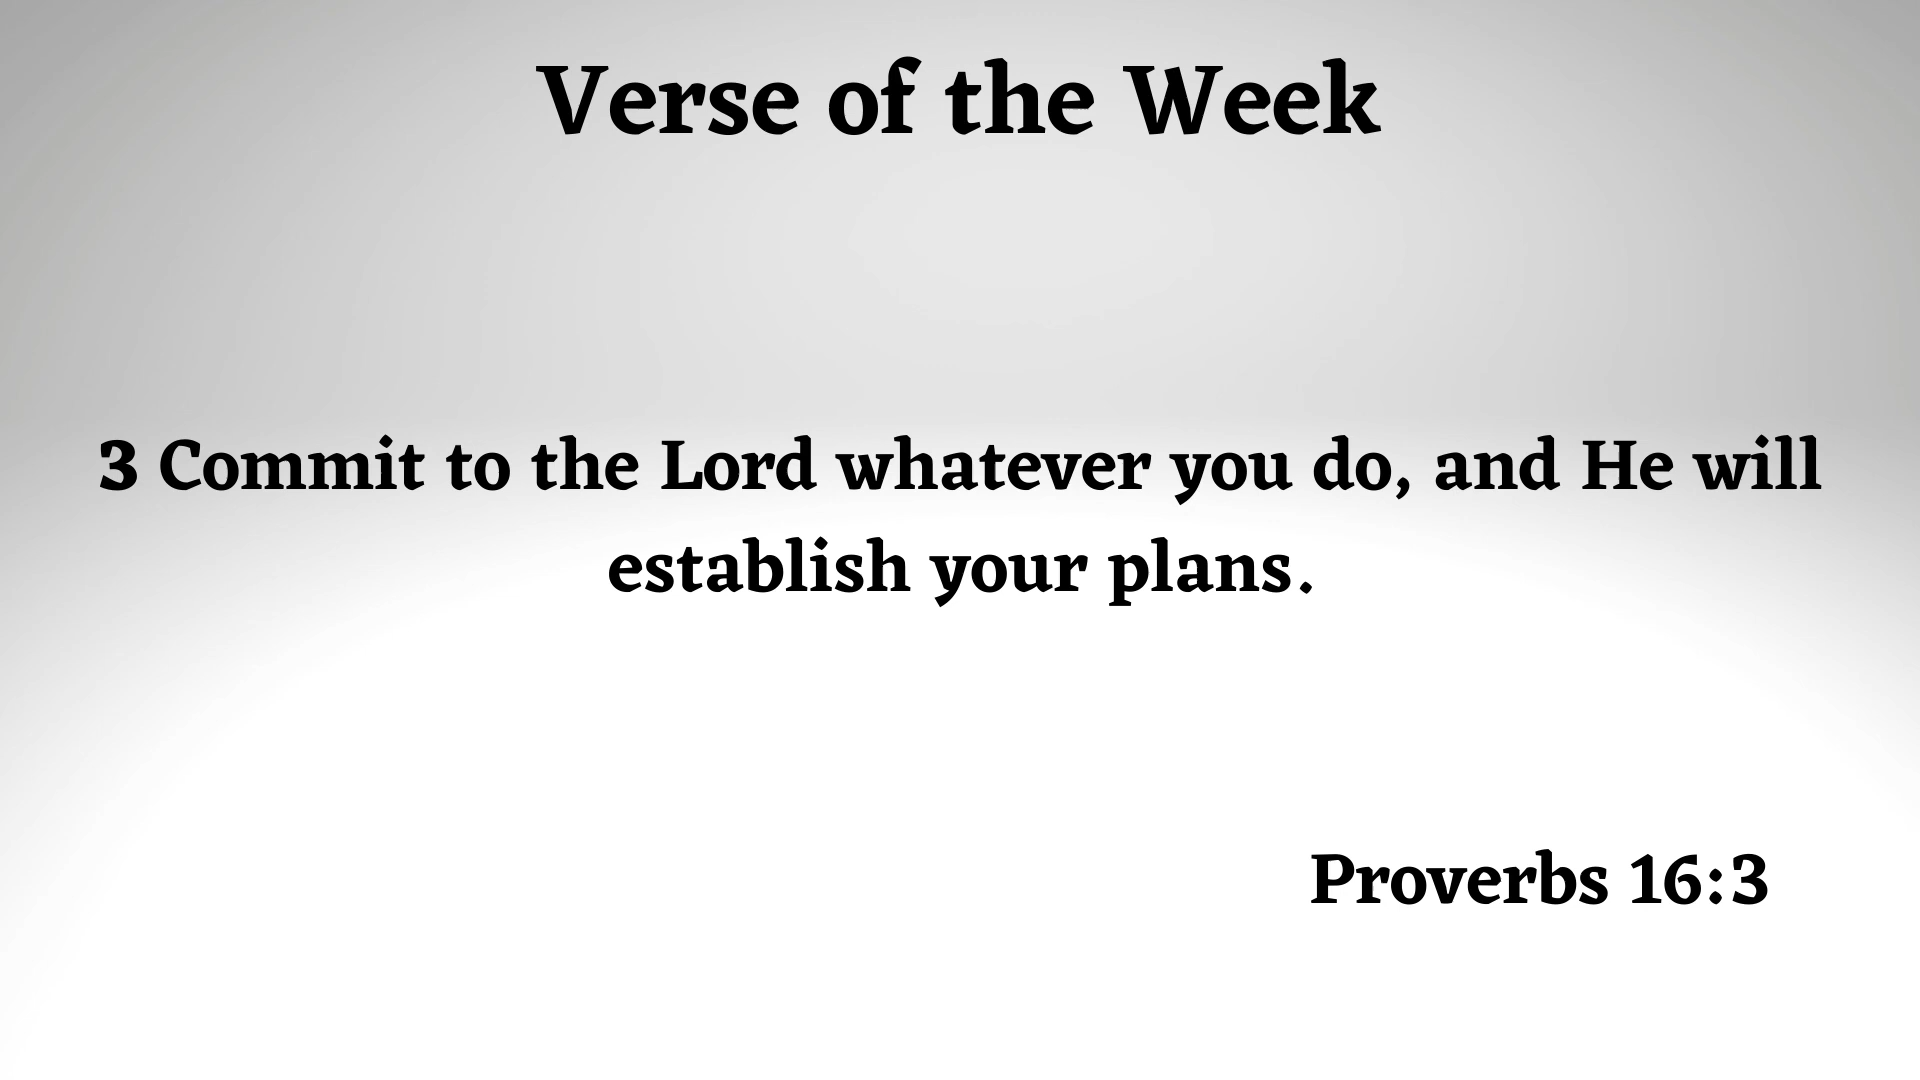 Verse of the Week
3 Commit to the Lord whatever you do, and He will
establish your plans.
Proverbs 16:3